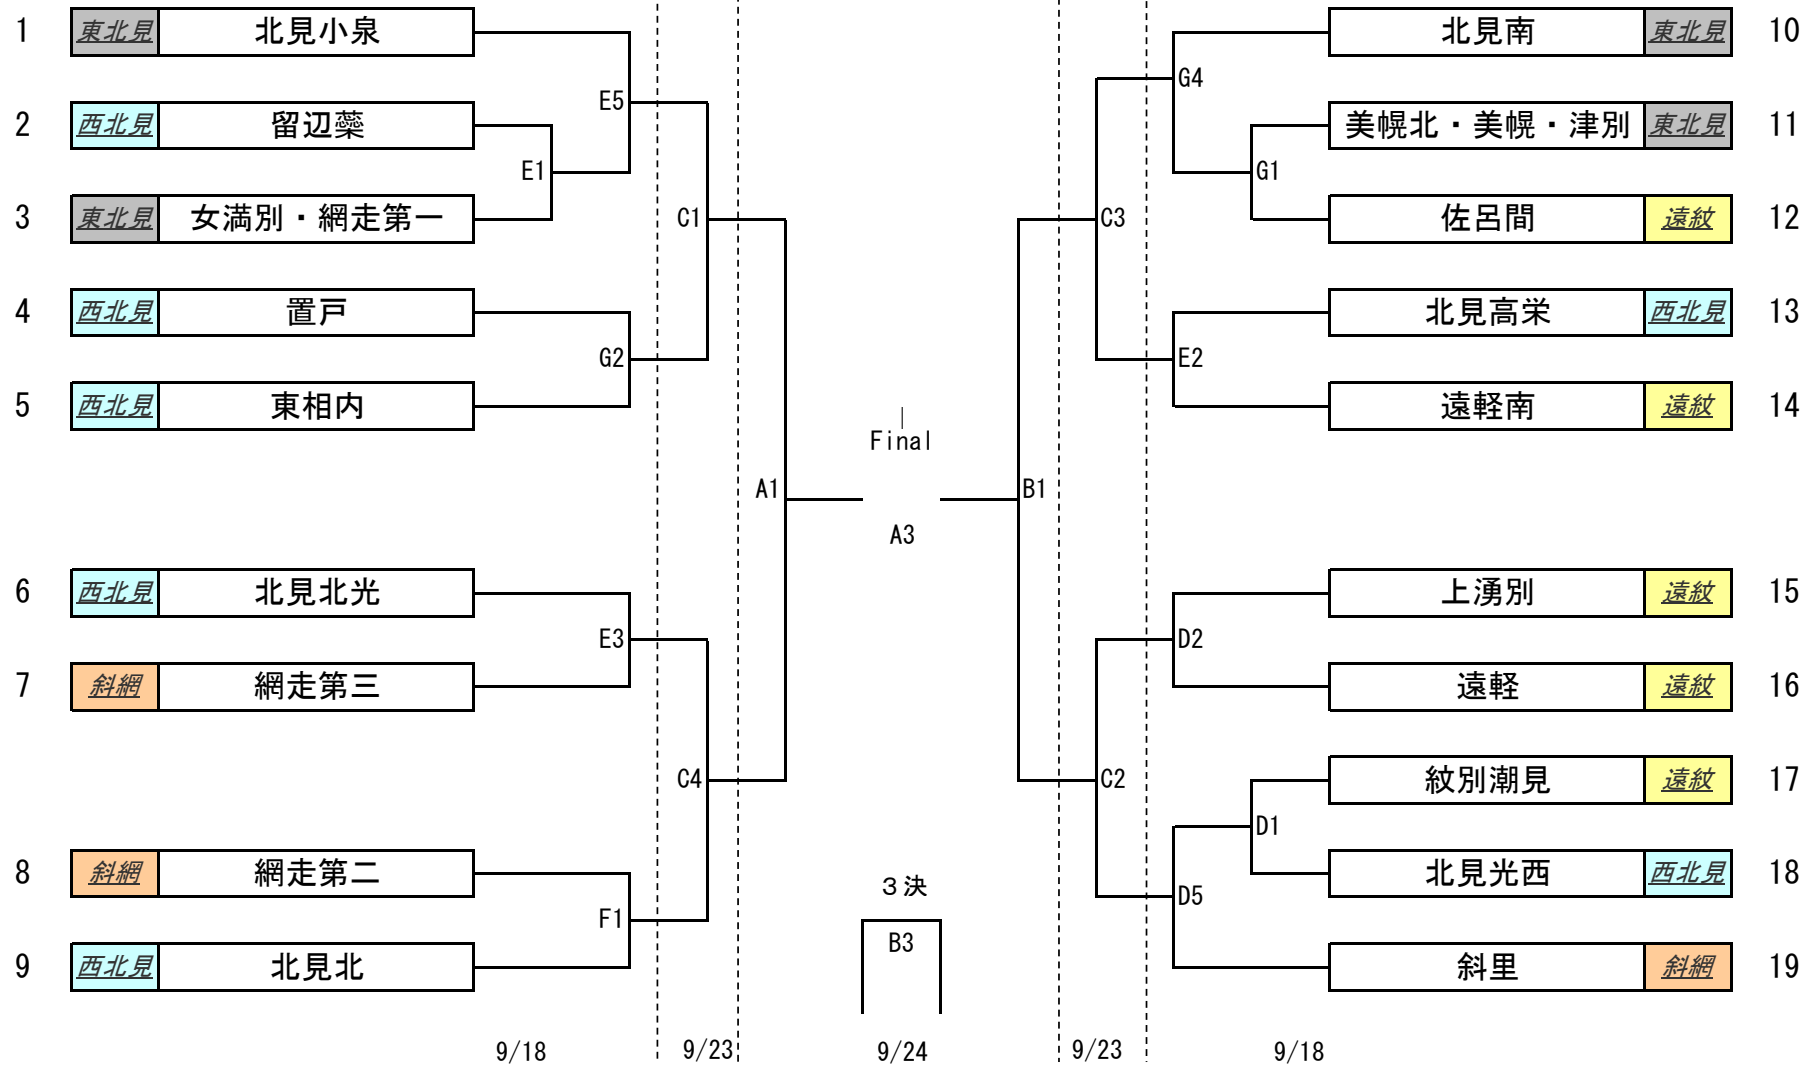 1 東北見 北見小泉
2 西北見 留辺蘂
3 東北見 女満別・網走第一
4 西北見 置戸
5 西北見 東相内
6 西北見 北見北光
7 斜網 網走第三
8 斜網 網走第二
9 西北見 北見北
E5
E1
C1
G2
A1
E3
C4
F1
Final
A3
3決
B3
G4
G1
C3
E2
B1
D2
C2
D1
D5
北見南 東北見 10
美幌北・美幌・津別 東北見 11
佐呂間 遠紋 12
北見高栄 西北見 13
遠軽南 遠紋 14
上湧別 遠紋 15
遠軽 遠紋 16
紋別潮見 遠紋 17
北見光西 西北見 18
斜里 斜網 19
9/18 9/23 9/24 9/23 9/18